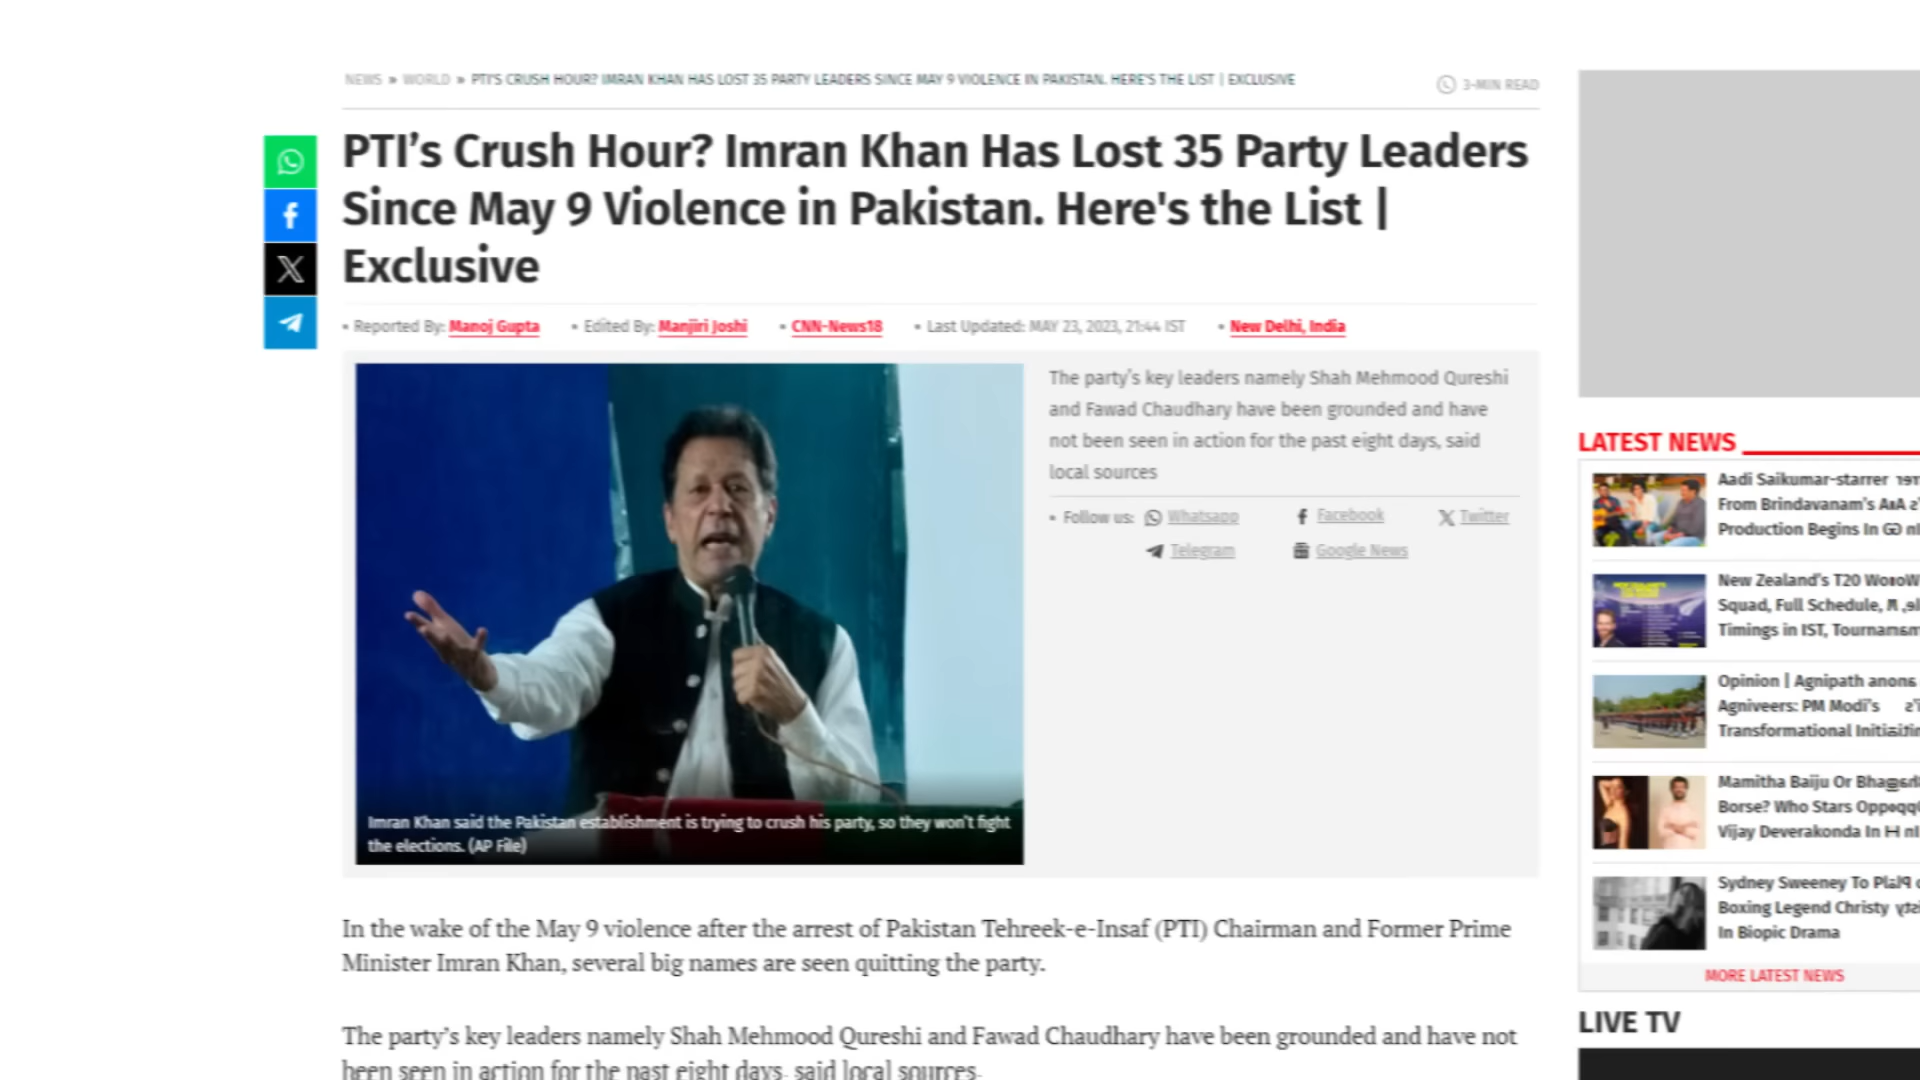 NEWS » WORLD » PTI'S CRUSH HOUR? IMRAN KHAN HAS LOST 35 PARTY LEADERS SINCE MAY 9 VIOLENCE IN PAKISTAN. HERE'S THE LIST | EXCLUSIVE
3-MIN READ
PTI’s Crush Hour? Imran Khan Has Lost 35 Party Leaders
Since May 9 Violence in Pakistan. Here's the List |
Exclusive
• Reported By: Manoj Gupta • Edited By: Manjiri Joshi • CNN-News18 • Last Updated: MAY 23, 2023, 21:44 IST • New Delhi, India
The party’s key leaders namely Shah Mehmood Qureshi
and Fawad Chaudhary have been grounded and have
not been seen in action for the past eight days, said
local sources
• Follow us: Whatsapp Facebook Twitter
Telegram Google News
Imran Khan said the Pakistan establishment is trying to crush his party, so they won't fight
the elections. (AP File)
In the wake of the May 9 violence after the arrest of Pakistan Tehreek-e-Insaf (PTI) Chairman and Former Prime
Minister Imran Khan, several big names are seen quitting the party.
The party’s key leaders namely Shah Mehmood Qureshi and Fawad Chaudhary have been grounded and have not
been seen in action for the past eight days, said local sources.
LATEST NEWS
Aadi Saikumar-starrer
From Brindavanam's
Production Begins In
New Zealand's T20
Squad, Full Schedule,
Timings in IST,
Opinion | Agnipath
Agniveers: PM Modi's
Transformational
Mamitha Baiju Or
Borse? Who Stars
Vijay Deverakonda In
Sydney Sweeney To
Boxing Legend Christy
In Biopic Drama
MORE LATEST NEWS
LIVE TV